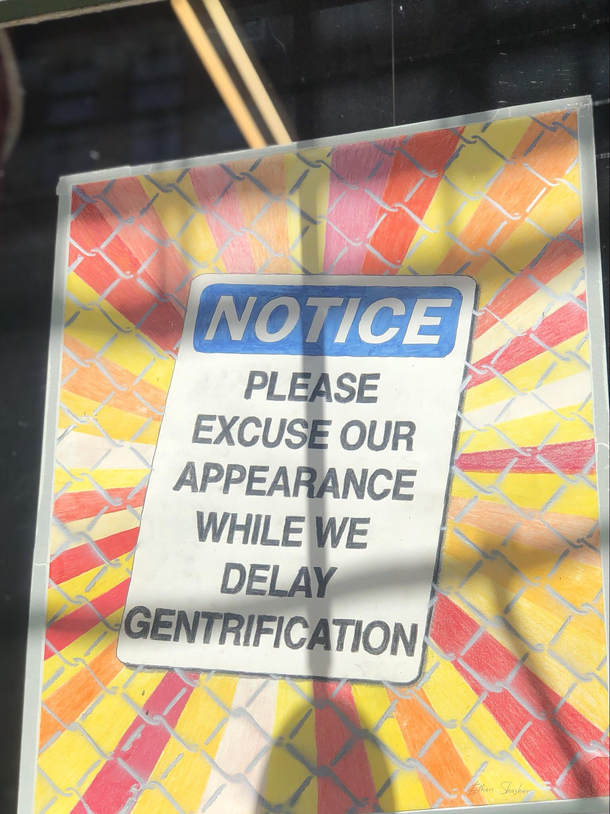 NOTICE
PLEASE
EXCUSE OUR
APPEARANCE
WHILE WE
DELAY
GENTRIFICATION